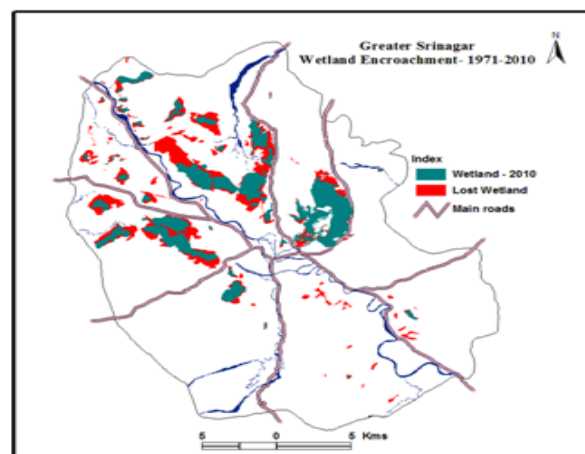 Greater Srinagar
Wetland Encroachment- 1971-2010
N
Index
Wetland - 2010
Lost Wetland
Main roads
5 0 5 Kms